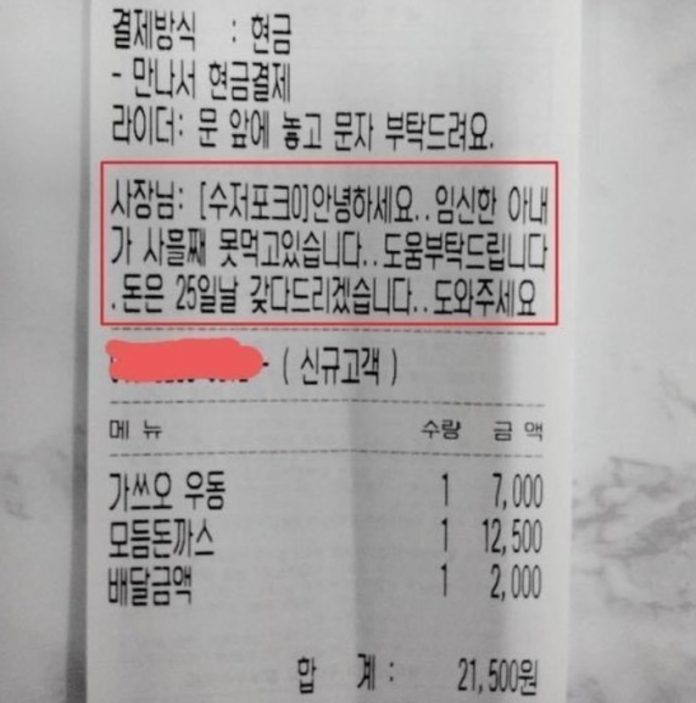 결제방식 : 현금
- 만나서 현금결제
라이더: 문 앞에 놓고 문자 부탁드려요.
사장님: [수저포크0]안녕하세요..임신한 아내
가 사흘째 못먹고있습니다..도움부탁드립니다
.돈은 25일날 갖다드리겠습니다..도와주세요
- ( 신규고객 )
메 뉴 수량 금 액
가쓰오 우동 1 7,000
모듬돈까스 1 12,500
배달금액 1 2,000
합 계 : 21,500원